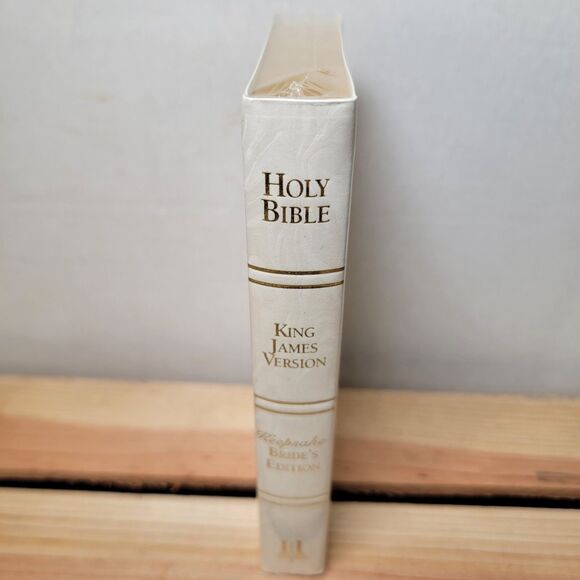 HOLY
BIBLE
KING
JAMES
VERSION
Keepsake
BRIDE'S
EDITION